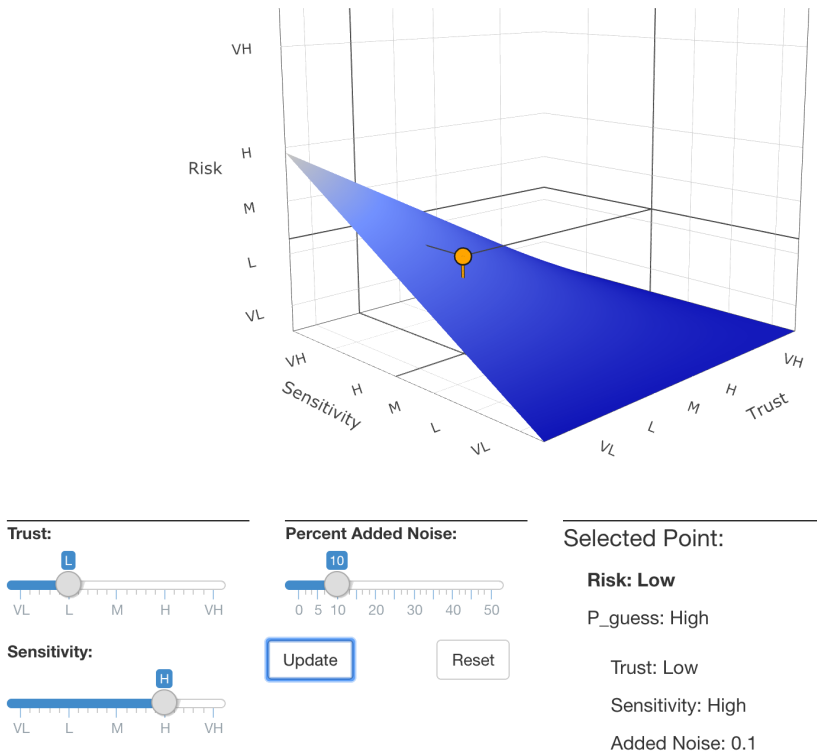 VH
H
Risk
M
L
VL
VH
H
M
L
VL
Sensitivity
VL
L
M
H
VH
Trust
Trust:
L
VL L M H VH
Sensitivity:
H
VL L M H VH
Percent Added Noise:
10
0 5 10 20 30 40 50
Update Reset
Selected Point:
Risk: Low
P_guess: High
Trust: Low
Sensitivity: High
Added Noise: 0.1